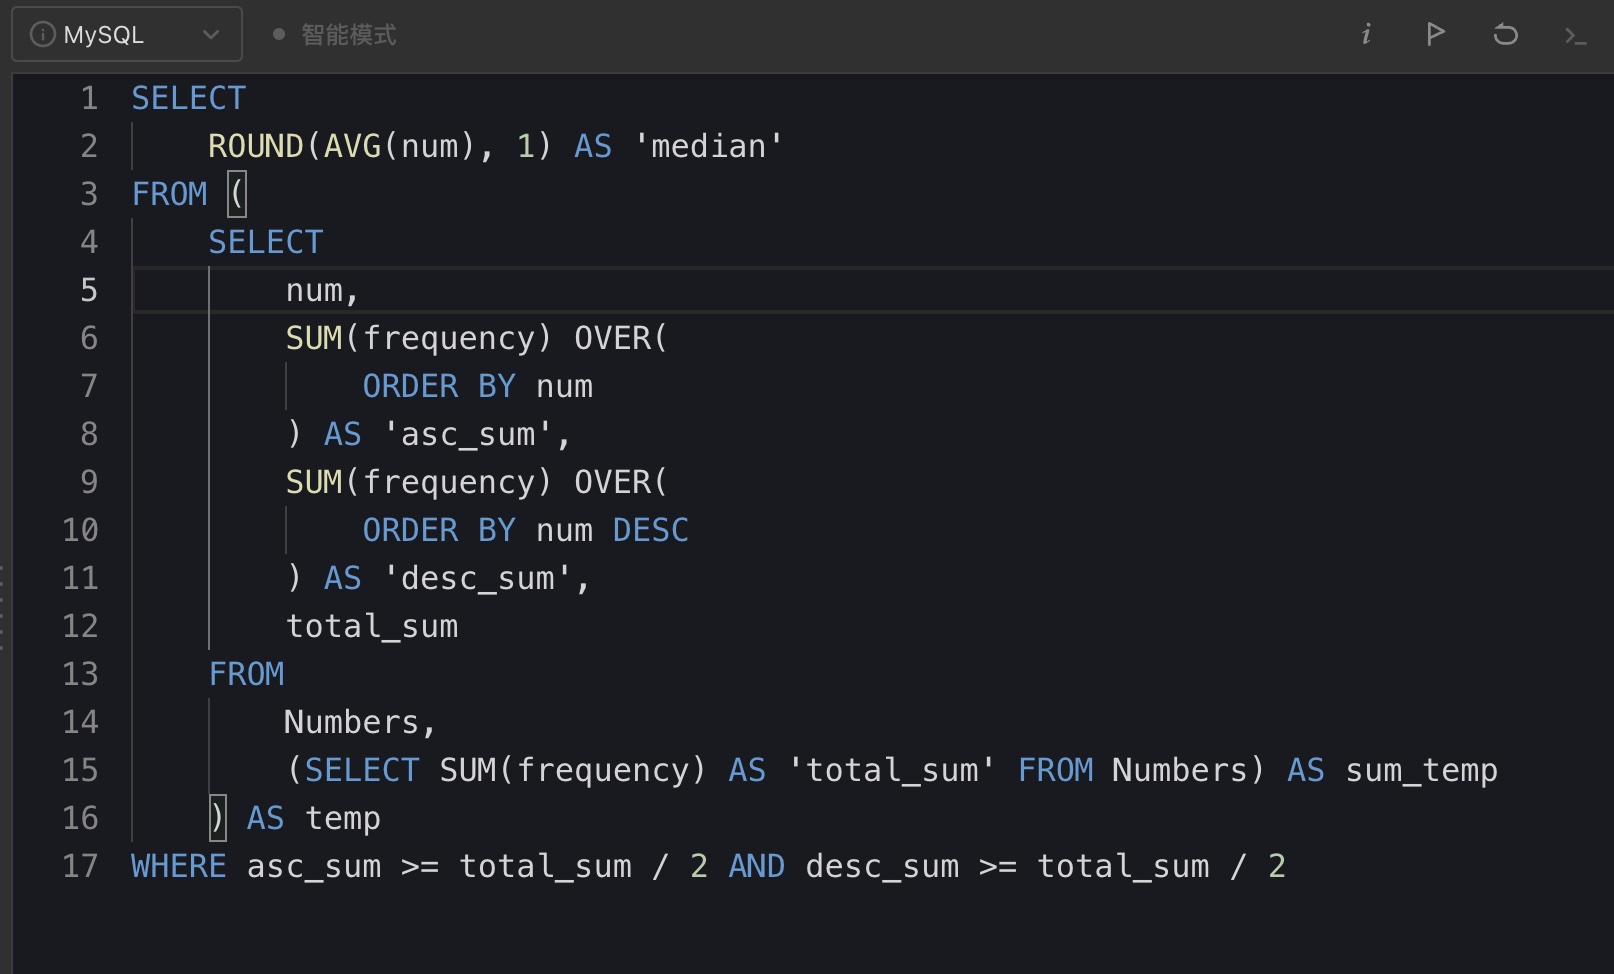 MySQL 智能模式
1 SELECT
2     ROUND(AVG(num), 1) AS 'median'
3 FROM (
4     SELECT
5         num,
6         SUM(frequency) OVER(
7             ORDER BY num
8         ) AS 'asc_sum',
9         SUM(frequency) OVER(
10             ORDER BY num DESC
11         ) AS 'desc_sum',
12         total_sum
13     FROM
14         Numbers,
15         (SELECT SUM(frequency) AS 'total_sum' FROM Numbers) AS sum_temp
16     ) AS temp
17 WHERE asc_sum >= total_sum / 2 AND desc_sum >= total_sum / 2